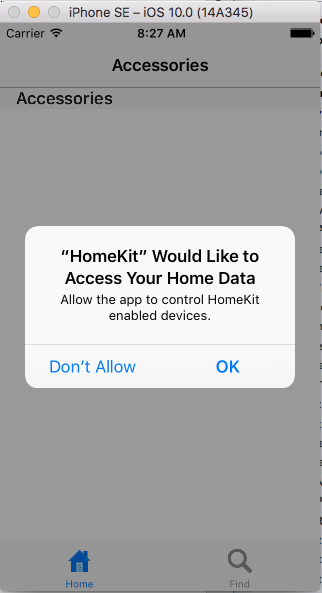 iPhone SE – iOS 10.0 (14A345)
Carrier 8:27 AM
Accessories
Accessories
“HomeKit” Would Like to
Access Your Home Data
Allow the app to control HomeKit
enabled devices.
Don’t Allow OK
Home Find